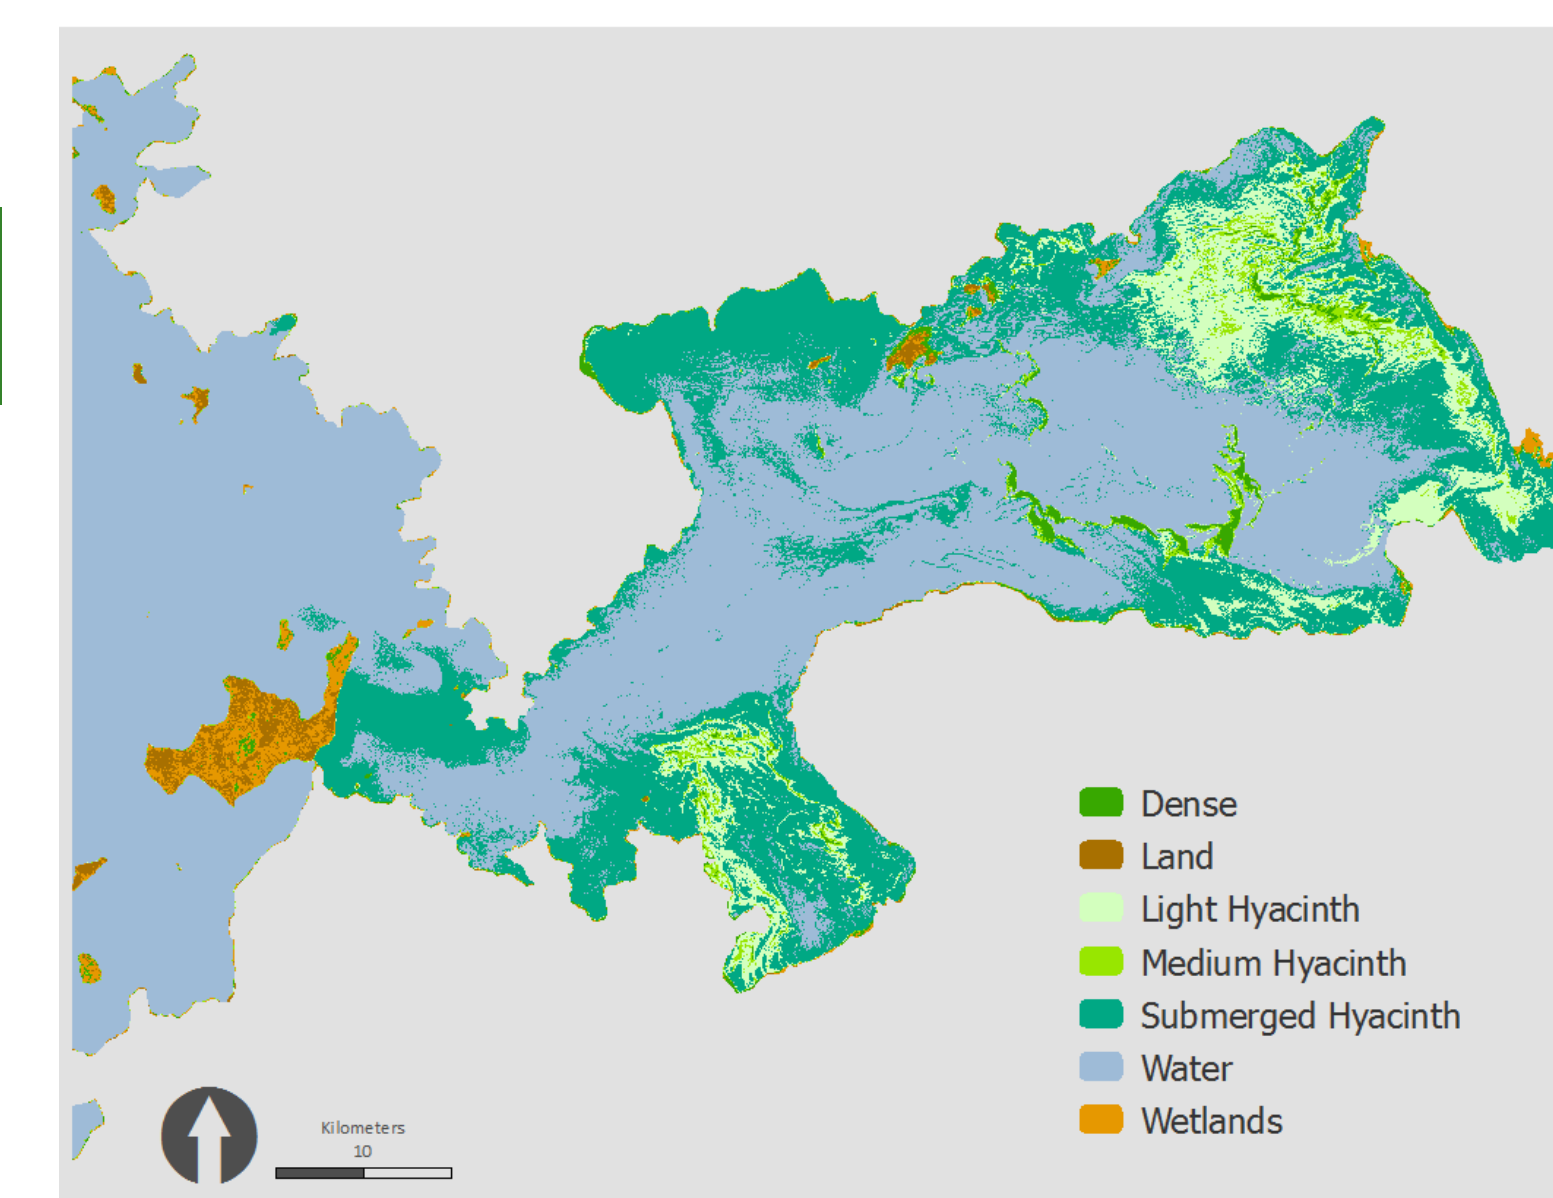 Dense
Land
Light Hyacinth
Medium Hyacinth
Submerged Hyacinth
Water
Wetlands
Kilometers
10